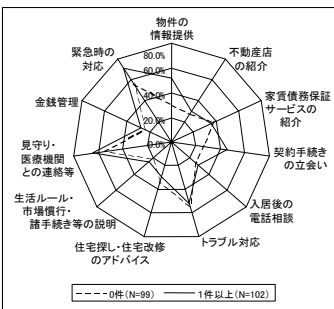 物件の
情報提供
不動産店
の紹介
家賃債務保証
サービスの
紹介
契約手続き
の立会い
入居後の
電話相談
トラブル対応
住宅探し・住宅改修
のアドバイス
生活ルール・
市場慣行・
諸手続き等の説明
見守り・
医療機関
との連絡等
金銭管理
緊急時の
対応
80.0%
60.0%
40.0%
20.0%
0.0%
0件(N=99)
1件以上(N=102)